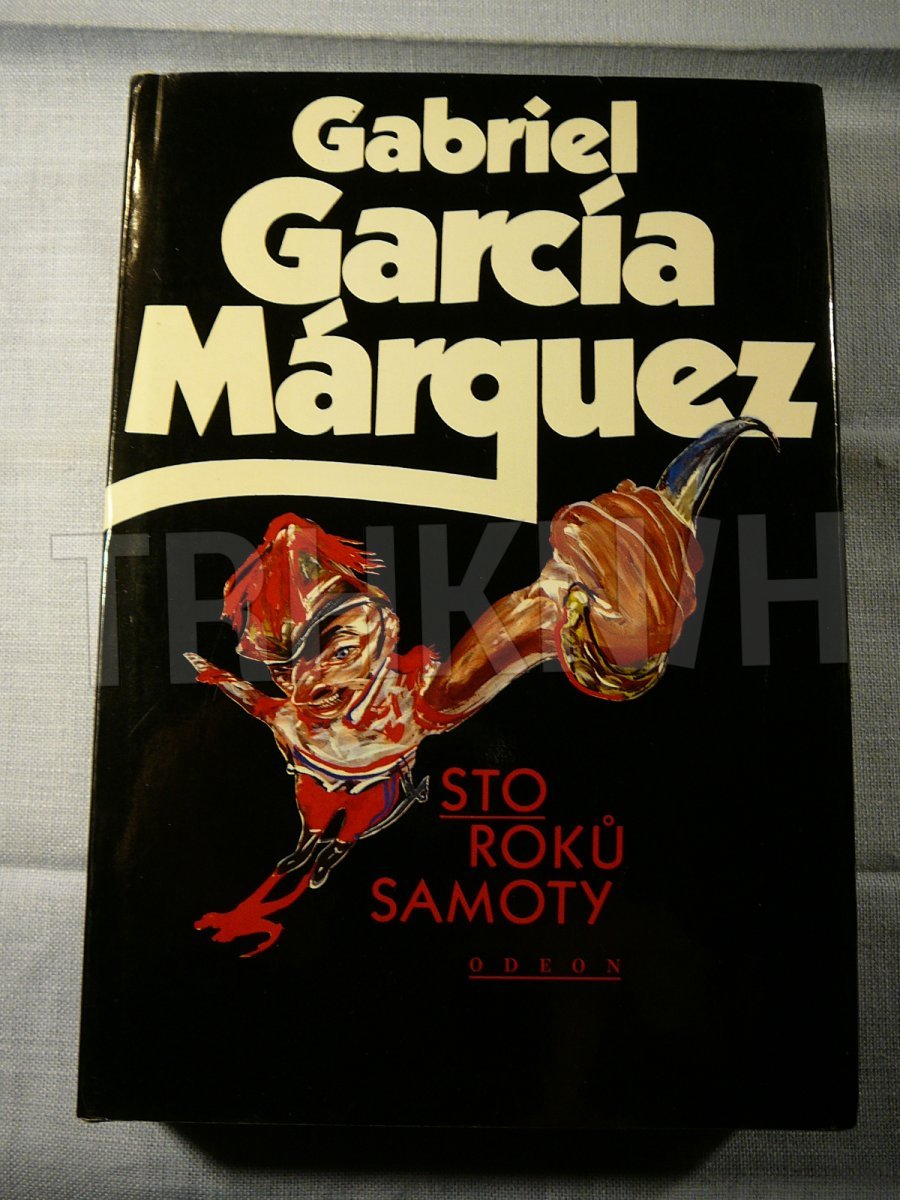 Gabriel
García
Márquez
STO
ROKŮ
SAMOTY
ODEON